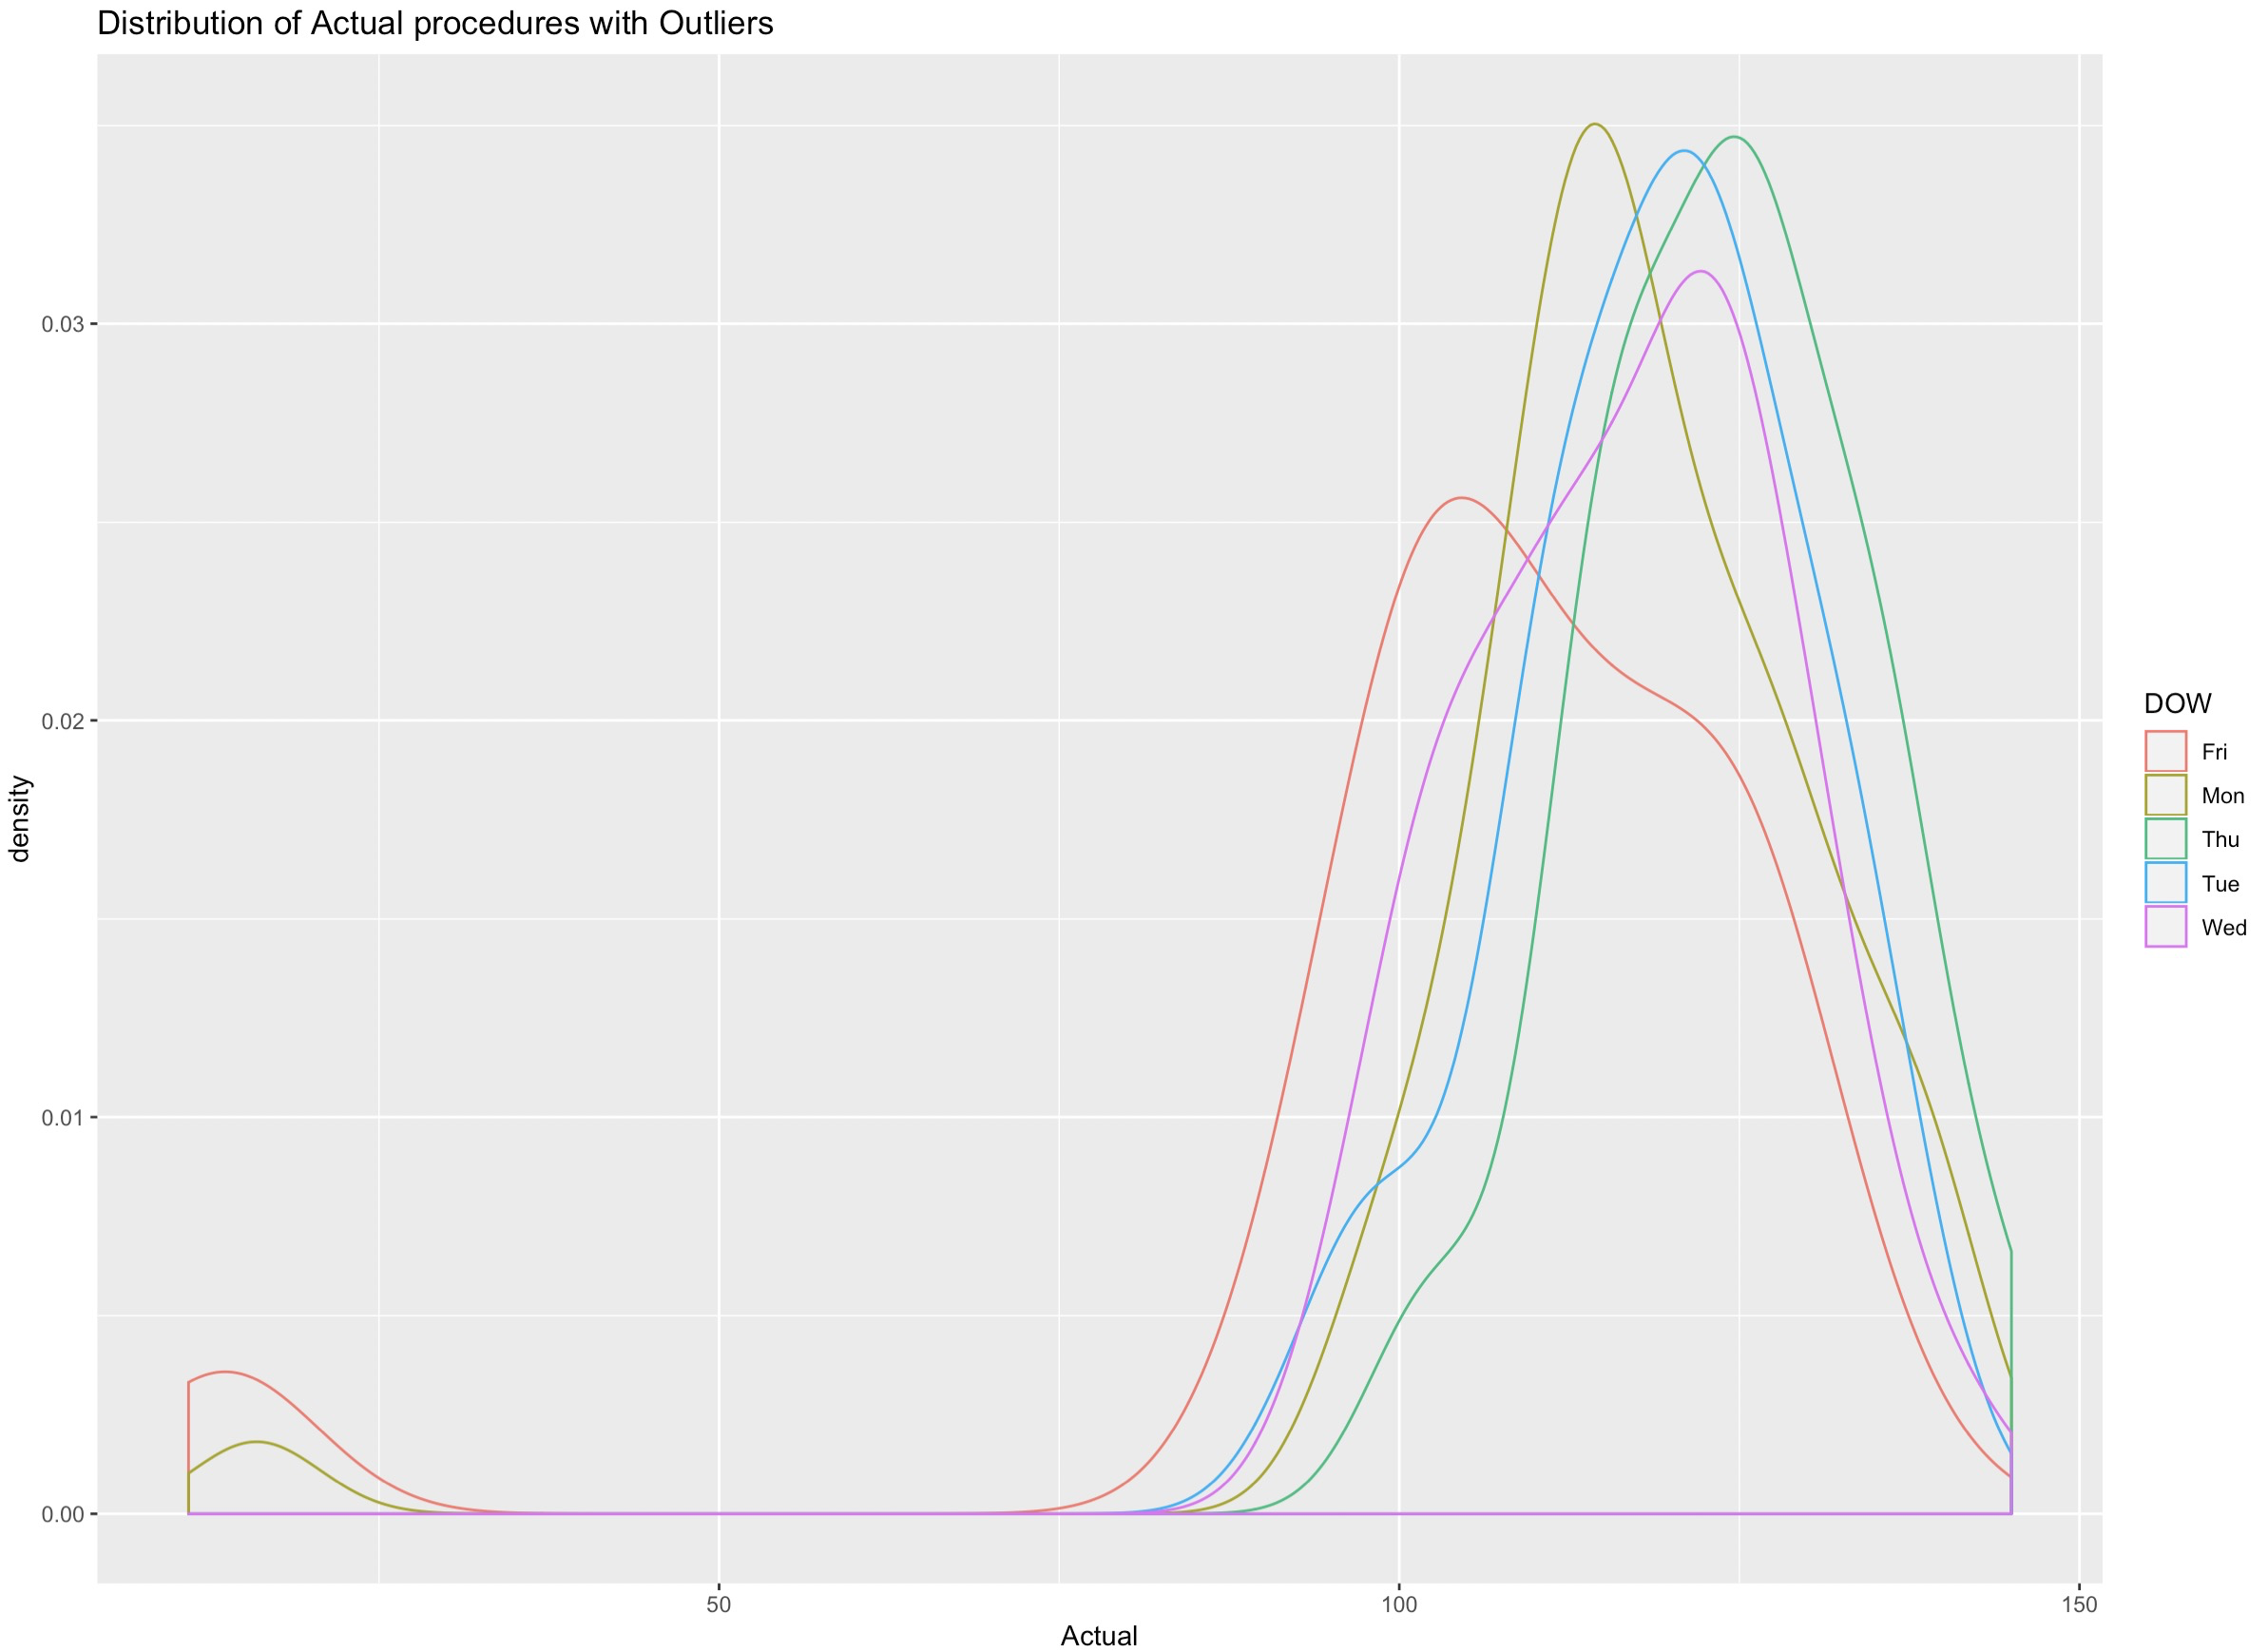 Distribution of Actual procedures with Outliers
density
0.03
0.02
0.01
0.00
50
100
150
Actual
DOW
Fri
Mon
Thu
Tue
Wed